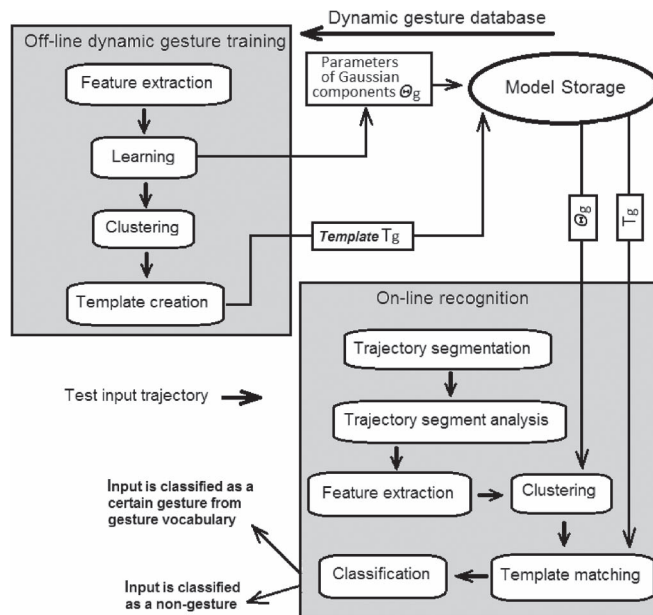 Dynamic gesture database
Off-line dynamic gesture training
Feature extraction
Learning
Clustering
Template creation
Parameters
of Gaussian
components Θg
Model Storage
Template Tg
Θg
Tg
On-line recognition
Trajectory segmentation
Trajectory segment analysis
Feature extraction
Clustering
Template matching
Classification
Test input trajectory
Input is classified as a
certain gesture from
gesture vocabulary
Input is classified
as a non-gesture